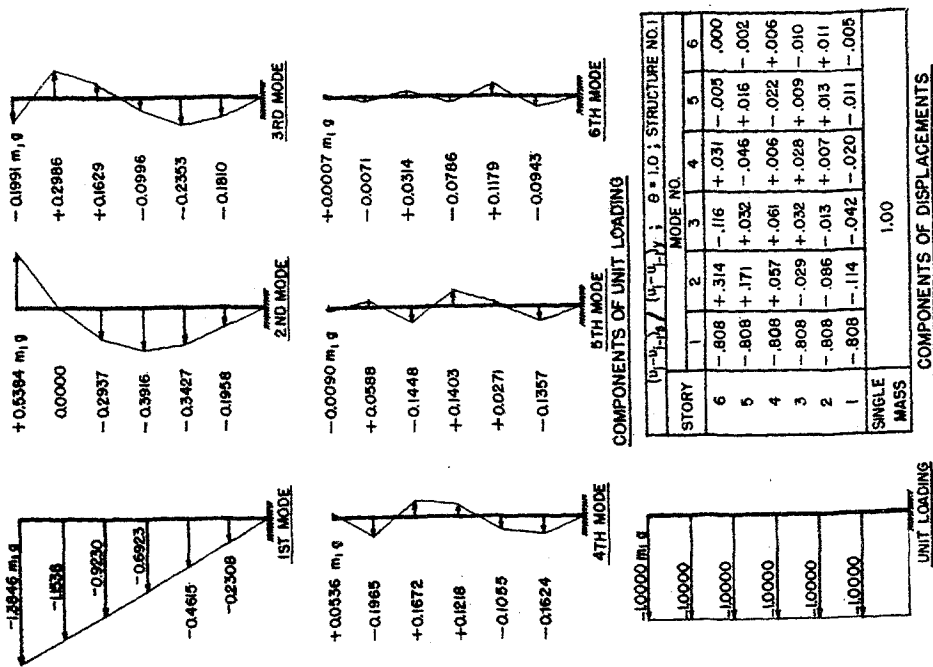 -1.3846 m₁ g
-1.1538
-0.9230
-0.6923
-0.4615
-0.2308
1ST MODE
+0.5384 m₁ g
0.0000
-0.2937
-0.3916
-0.3427
-0.1958
2ND MODE
-0.1991 m₁ g
+0.2986
+0.1629
-0.0996
-0.2353
-0.1810
3RD MODE
+0.0536 m₁ g
-0.1965
+0.1672
+0.1218
-0.1055
-0.1624
4TH MODE
-0.0090 m₁ g
+0.0588
-0.1448
+0.1403
+0.0271
-0.1357
5TH MODE
+0.0007 m₁ g
-0.0071
+0.0314
-0.0786
+0.1179
-0.0943
6TH MODE
COMPONENTS OF UNIT LOADING
-1.0000 m₁ g
-1.0000
-1.0000
-1.0000
-1.0000
-1.0000
UNIT LOADING
= 1.0 ; STRUCTURE NO. 1
STORY MODE NO.
1 2 3 4 5 6
6 -.808 +.314 -.116 +.031 -.005 .000
5 -.808 +.171 +.032 -.046 +.016 -.002
4 -.808 +.057 +.061 +.006 -.022 +.006
3 -.808 -.029 +.032 +.028 +.009 -.010
2 -.808 -.086 -.013 +.007 +.013 +.011
1 -.808 -.114 -.042 -.020 -.011 -.005
SINGLE MASS 1.00
COMPONENTS OF DISPLACEMENTS